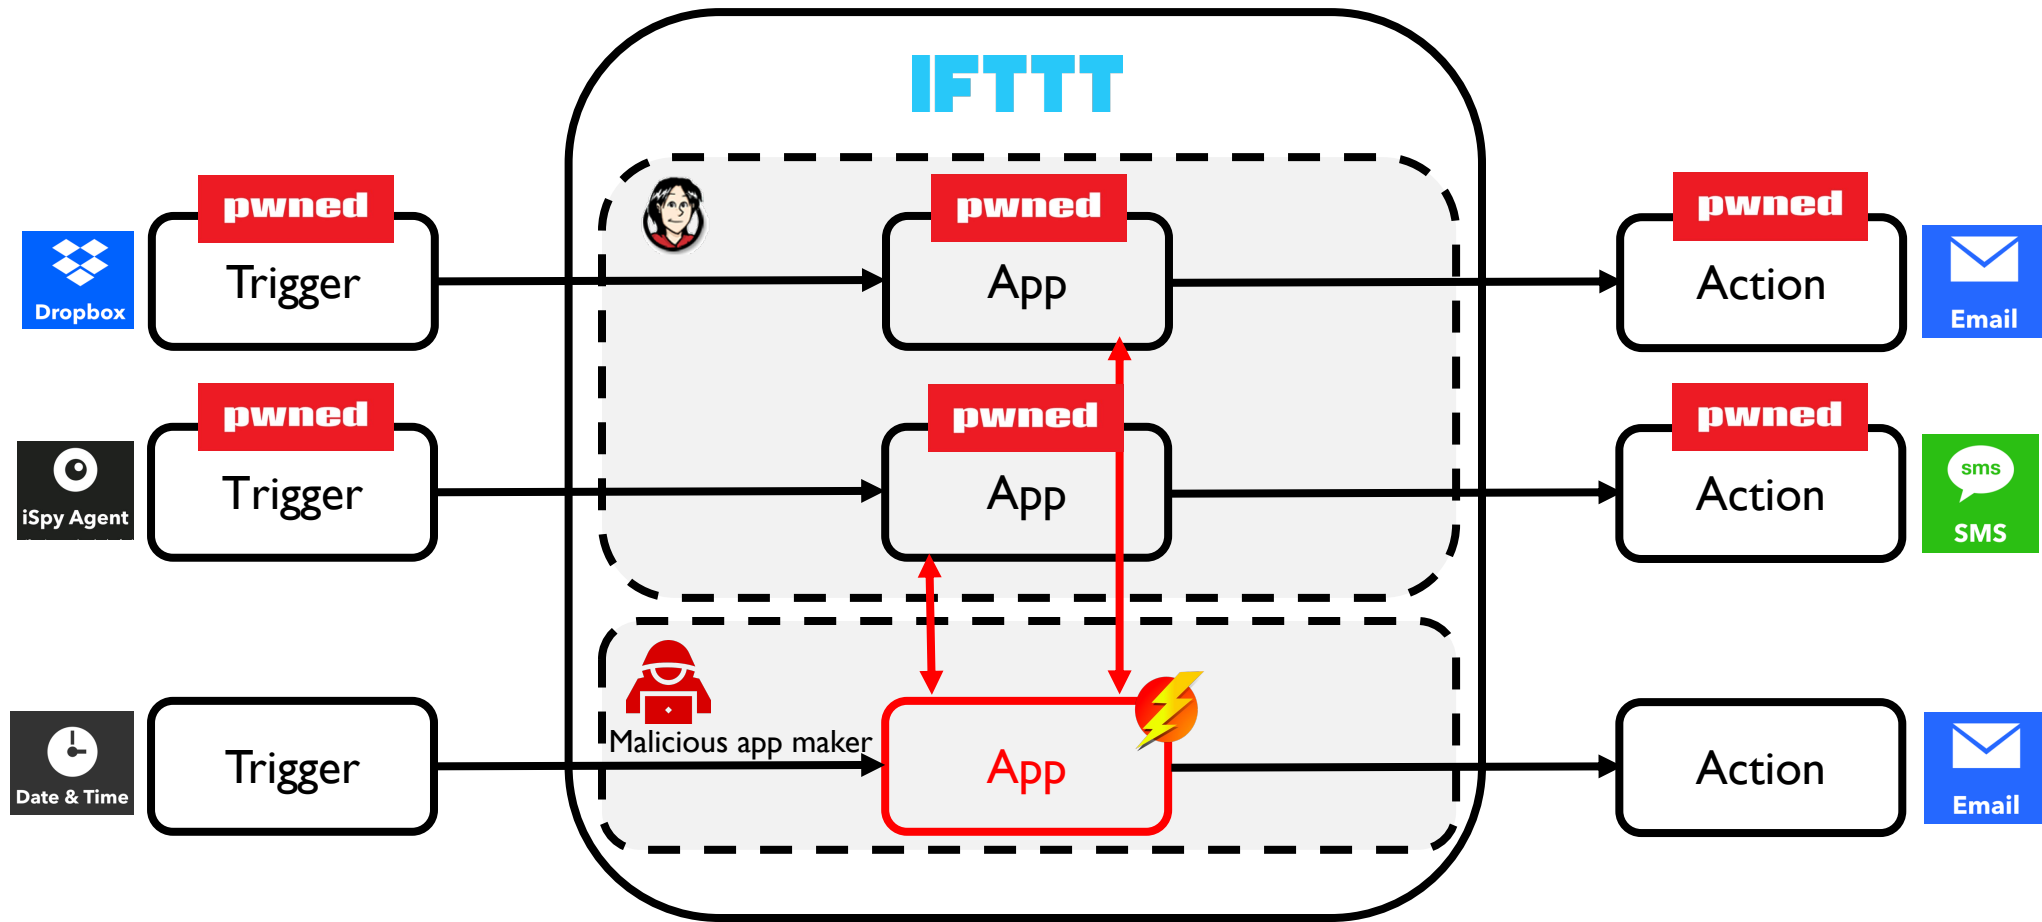 IFTTT
pwned
pwned
pwned
Trigger
App
Action
Dropbox
Email
pwned
pwned
pwned
Trigger
App
Action
iSpy Agent
sms
SMS
Malicious app maker
Trigger
App
Action
Date & Time
Email